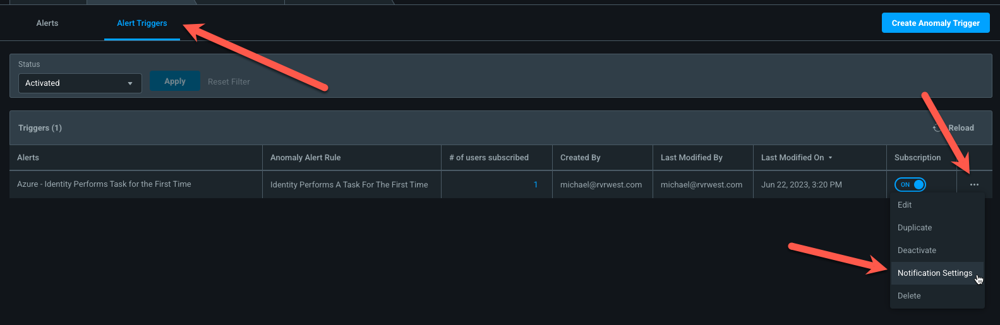 Alerts
Alert Triggers
Create Anomaly Trigger
Status
Activated
Apply
Reset Filter
Triggers (1)
Reload
Alerts
Anomaly Alert Rule
# of users subscribed
Created By
Last Modified By
Last Modified On
Subscription
Azure - Identity Performs Task for the First Time
Identity Performs A Task For The First Time
1
michael@rvrwest.com
michael@rvrwest.com
Jun 22, 2023, 3:20 PM
ON
Edit
Duplicate
Deactivate
Notification Settings
Delete